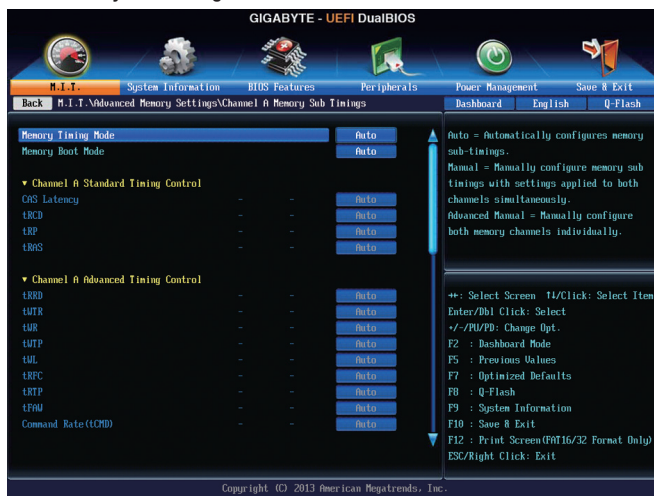 GIGABYTE - UEFI DualBIOS
M.I.T. System Information BIOS Features Peripherals Power Management Save & Exit
Back M.I.T.\Advanced Memory Settings\Channel A Memory Sub Timings Dashboard English Q-Flash
Memory Timing Mode Auto
Memory Boot Mode Auto
▼ Channel A Standard Timing Control
CAS Latency - - Auto
tRCD - - Auto
tRP - - Auto
tRAS - - Auto
▼ Channel A Advanced Timing Control
tRRD - - Auto
tWTR - - Auto
tWR - - Auto
tWTP - - Auto
tWL - - Auto
tRFC - - Auto
tRTP - - Auto
tFAW - - Auto
Command Rate(tCMD) - - Auto
Auto = Automatically configures memory
sub-timings.
Manual = Manually configure memory sub
timings with settings applied to both
channels simultaneously.
Advanced Manual = Manually configure
both memory channels individually.
→←: Select Screen ↑↓/Click: Select Item
Enter/Dbl Click: Select
+/-/PU/PD: Change Opt.
F2 : Dashboard Mode
F5 : Previous Values
F7 : Optimized Defaults
F8 : Q-Flash
F9 : System Information
F10 : Save & Exit
F12 : Print Screen(FAT16/32 Format Only)
ESC/Right Click: Exit
Copyright (C) 2013 American Megatrends, Inc.